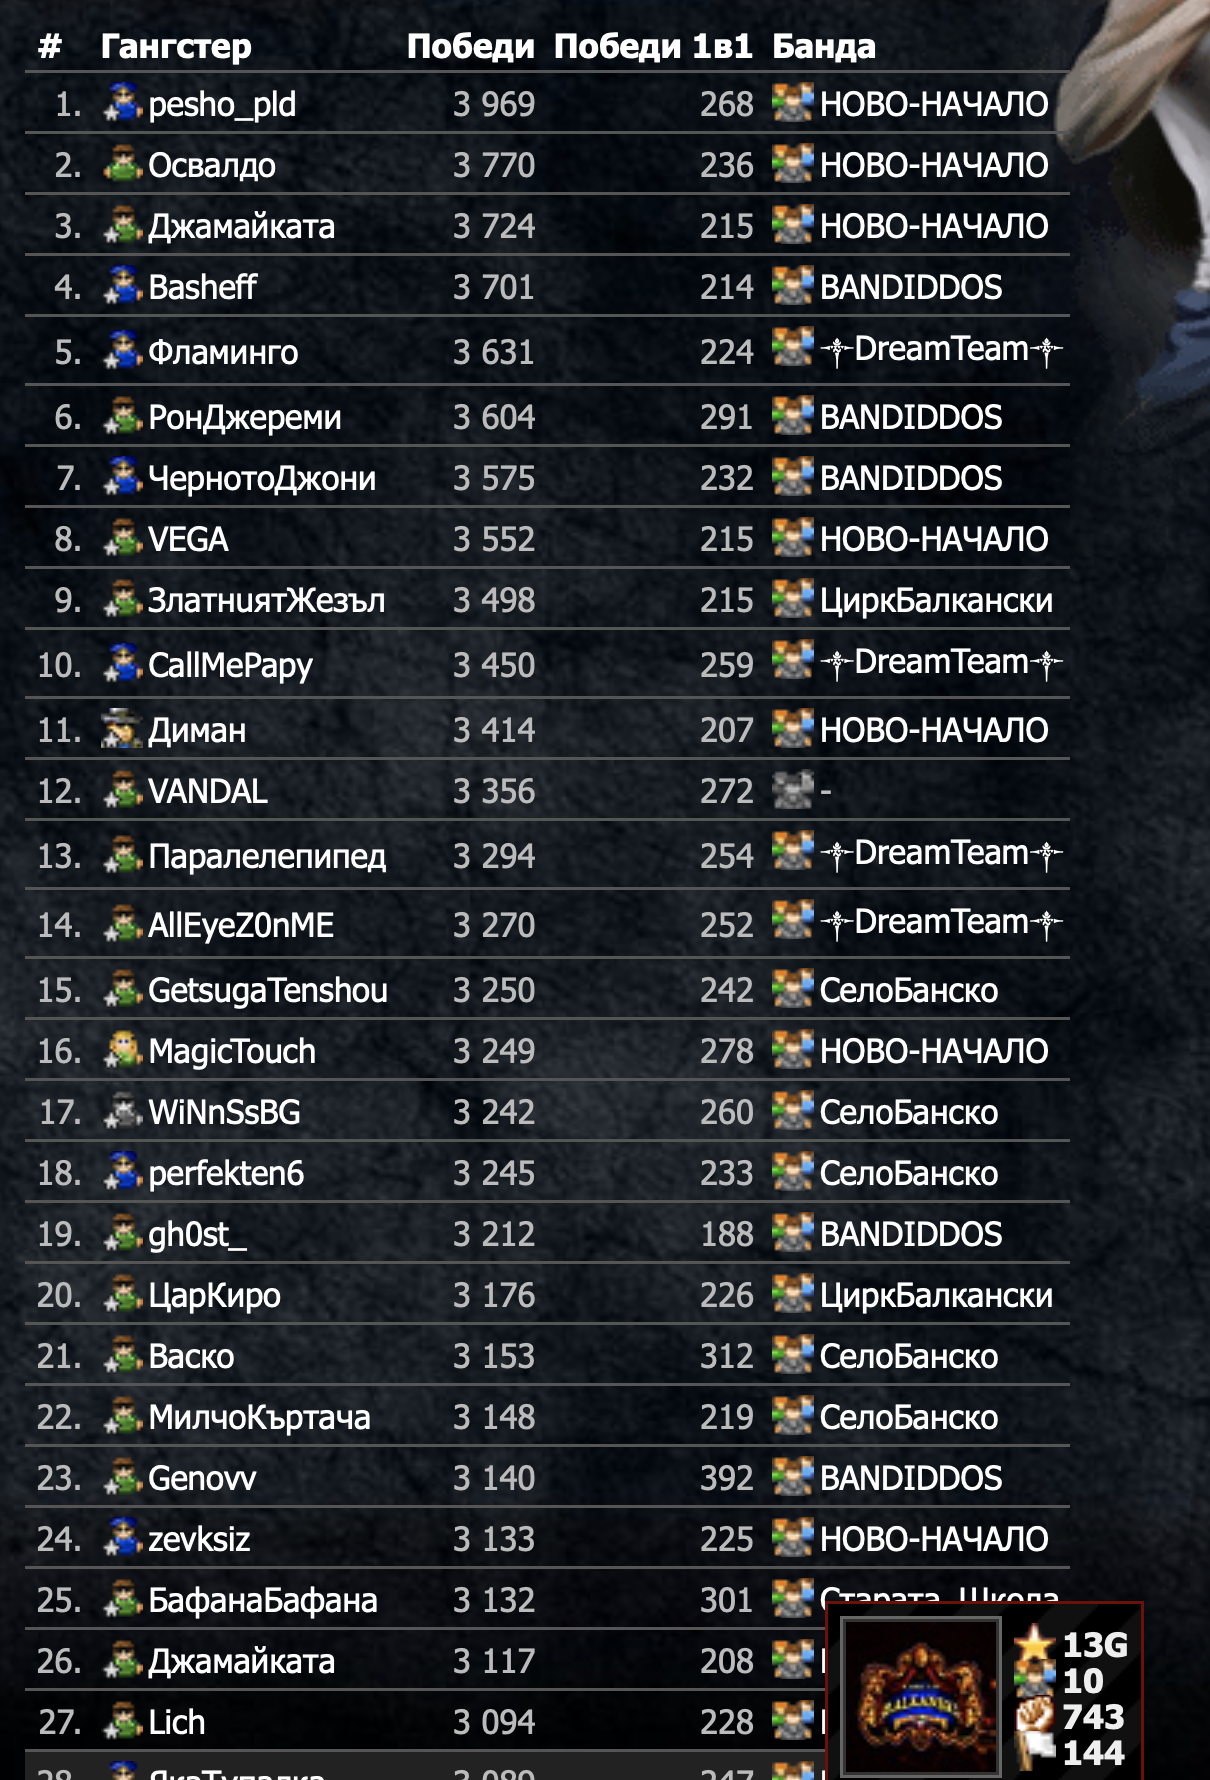 # Гангстер Победи Победи 1в1 Банда
1. pesho_pld 3 969 268 НОВО-НАЧАЛО
2. Освалдо 3 770 236 НОВО-НАЧАЛО
3. Джамайката 3 724 215 НОВО-НАЧАЛО
4. Basheff 3 701 214 BANDIDDOS
5. Фламинго 3 631 224 DreamTeam
6. РонДжереми 3 604 291 BANDIDDOS
7. ЧернотоДжони 3 575 232 BANDIDDOS
8. VEGA 3 552 215 НОВО-НАЧАЛО
9. ЗлатнuятЖезъл 3 498 215 ЦиркБалкански
10. CallMePapy 3 450 259 DreamTeam
11. Диман 3 414 207 НОВО-НАЧАЛО
12. VANDAL 3 356 272 -
13. Паралелепипед 3 294 254 DreamTeam
14. AllEyeZ0nME 3 270 252 DreamTeam
15. GetsugaTenshou 3 250 242 СелоБанско
16. MagicTouch 3 249 278 НОВО-НАЧАЛО
17. WiNnSsBG 3 242 260 СелоБанско
18. perfekten6 3 245 233 СелоБанско
19. gh0st_ 3 212 188 BANDIDDOS
20. ЦарКиро 3 176 226 ЦиркБалкански
21. Васко 3 153 312 СелоБанско
22. МилчоКъртача 3 148 219 СелоБанско
23. Genovv 3 140 392 BANDIDDOS
24. zevksiz 3 133 225 НОВО-НАЧАЛО
25. БафанаБафана 3 132 301 Старата_Школа
26. Джамайката 3 117 208
27. Lich 3 094 228
28. 3 089 247
13G
10
743
144